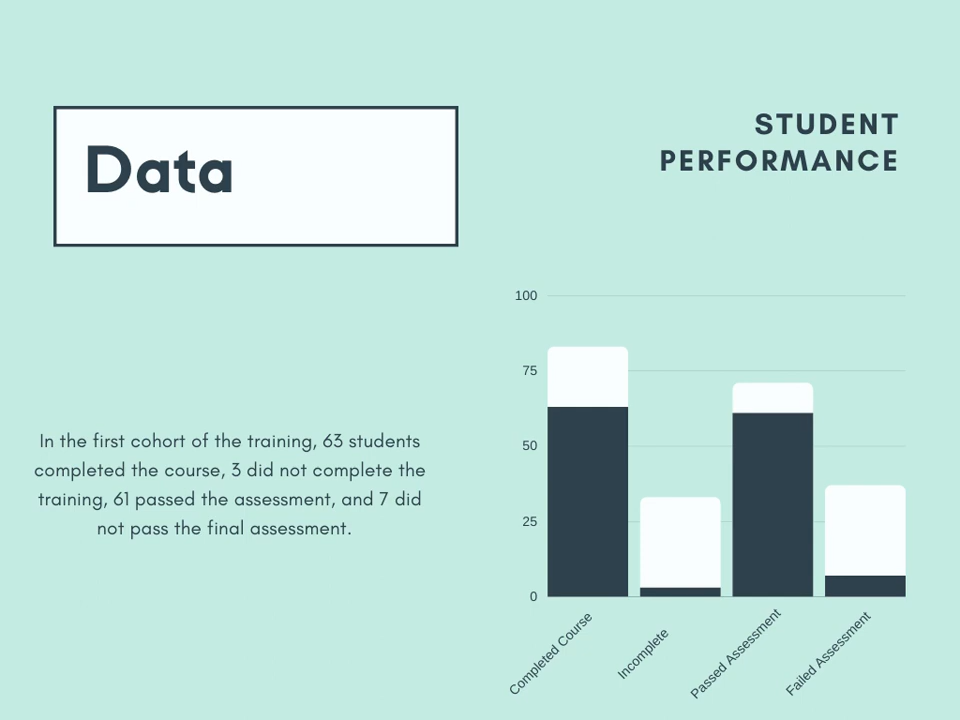 Data
STUDENT
PERFORMANCE
In the first cohort of the training, 63 students
completed the course, 3 did not complete the
training, 61 passed the assessment, and 7 did
not pass the final assessment.
100
75
50
25
0
Completed Course
Incomplete
Passed Assessment
Failed Assessment